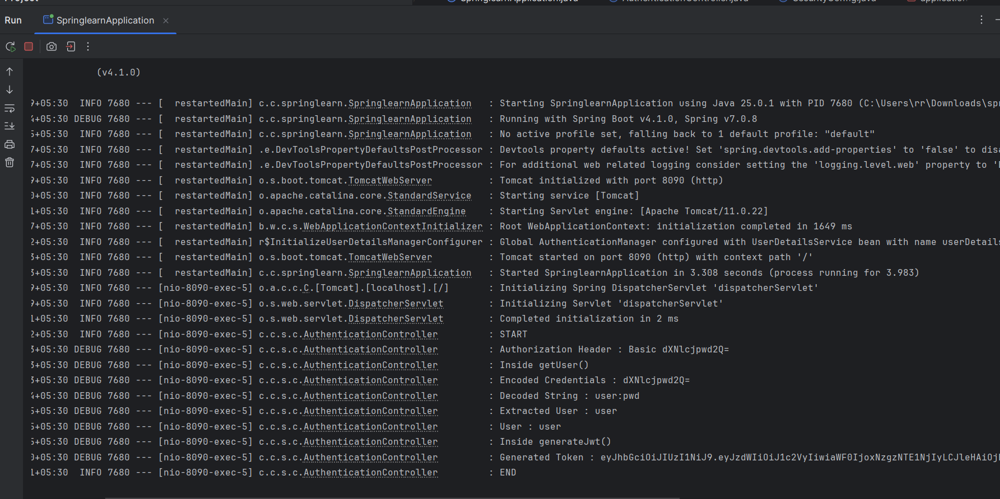 Project SpringlearnApplication.java AuthenticationController.java SecurityConfig.java application
Run SpringlearnApplication
(v4.1.0)
9+05:30  INFO 7680 --- [  restartedMain] c.c.springlearn.SpringlearnApplication   : Starting SpringlearnApplication using Java 25.0.1 with PID 7680 (C:\Users\rr\Downloads\spr
4+05:30 DEBUG 7680 --- [  restartedMain] c.c.springlearn.SpringlearnApplication   : Running with Spring Boot v4.1.0, Spring v7.0.8
5+05:30  INFO 7680 --- [  restartedMain] c.c.springlearn.SpringlearnApplication   : No active profile set, falling back to 1 default profile: "default"
7+05:30  INFO 7680 --- [  restartedMain] .e.DevToolsPropertyDefaultsPostProcessor : Devtools property defaults active! Set 'spring.devtools.add-properties' to 'false' to disa
7+05:30  INFO 7680 --- [  restartedMain] .e.DevToolsPropertyDefaultsPostProcessor : For additional web related logging consider setting the 'logging.level.web' property to '
9+05:30  INFO 7680 --- [  restartedMain] o.s.boot.tomcat.TomcatWebServer          : Tomcat initialized with port 8090 (http)
0+05:30  INFO 7680 --- [  restartedMain] o.apache.catalina.core.StandardService   : Starting service [Tomcat]
1+05:30  INFO 7680 --- [  restartedMain] o.apache.catalina.core.StandardEngine    : Starting Servlet engine: [Apache Tomcat/11.0.22]
7+05:30  INFO 7680 --- [  restartedMain] b.w.c.s.WebApplicationContextInitializer : Root WebApplicationContext: initialization completed in 1649 ms
2+05:30  INFO 7680 --- [  restartedMain] r$InitializeUserDetailsManagerConfigurer : Global AuthenticationManager configured with UserDetailsService bean with name userDetails
3+05:30  INFO 7680 --- [  restartedMain] o.s.boot.tomcat.TomcatWebServer          : Tomcat started on port 8090 (http) with context path '/'
3+05:30  INFO 7680 --- [  restartedMain] c.c.springlearn.SpringlearnApplication   : Started SpringlearnApplication in 3.308 seconds (process running for 3.983)
9+05:30  INFO 7680 --- [nio-8090-exec-5] o.a.c.c.C.[Tomcat].[localhost].[/]       : Initializing Spring DispatcherServlet 'dispatcherServlet'
9+05:30  INFO 7680 --- [nio-8090-exec-5] o.s.web.servlet.DispatcherServlet        : Initializing Servlet 'dispatcherServlet'
1+05:30  INFO 7680 --- [nio-8090-exec-5] o.s.web.servlet.DispatcherServlet        : Completed initialization in 2 ms
2+05:30  INFO 7680 --- [nio-8090-exec-5] c.c.s.c.AuthenticationController         : START
3+05:30 DEBUG 7680 --- [nio-8090-exec-5] c.c.s.c.AuthenticationController         : Authorization Header : Basic dXNlcjpwd2Q=
3+05:30 DEBUG 7680 --- [nio-8090-exec-5] c.c.s.c.AuthenticationController         : Inside getUser()
3+05:30 DEBUG 7680 --- [nio-8090-exec-5] c.c.s.c.AuthenticationController         : Encoded Credentials : dXNlcjpwd2Q=
4+05:30 DEBUG 7680 --- [nio-8090-exec-5] c.c.s.c.AuthenticationController         : Decoded String : user:pwd
5+05:30 DEBUG 7680 --- [nio-8090-exec-5] c.c.s.c.AuthenticationController         : Extracted User : user
5+05:30 DEBUG 7680 --- [nio-8090-exec-5] c.c.s.c.AuthenticationController         : User : user
5+05:30 DEBUG 7680 --- [nio-8090-exec-5] c.c.s.c.AuthenticationController         : Inside generateJwt()
0+05:30 DEBUG 7680 --- [nio-8090-exec-5] c.c.s.c.AuthenticationController         : Generated Token : eyJhbGciOiJIUzI1NiJ9.eyJzdWIiOiJ1c2VyIiwiaWF0IjoxNzgzNTE1NjIyLCJleHAiOj
1+05:30  INFO 7680 --- [nio-8090-exec-5] c.c.s.c.AuthenticationController         : END